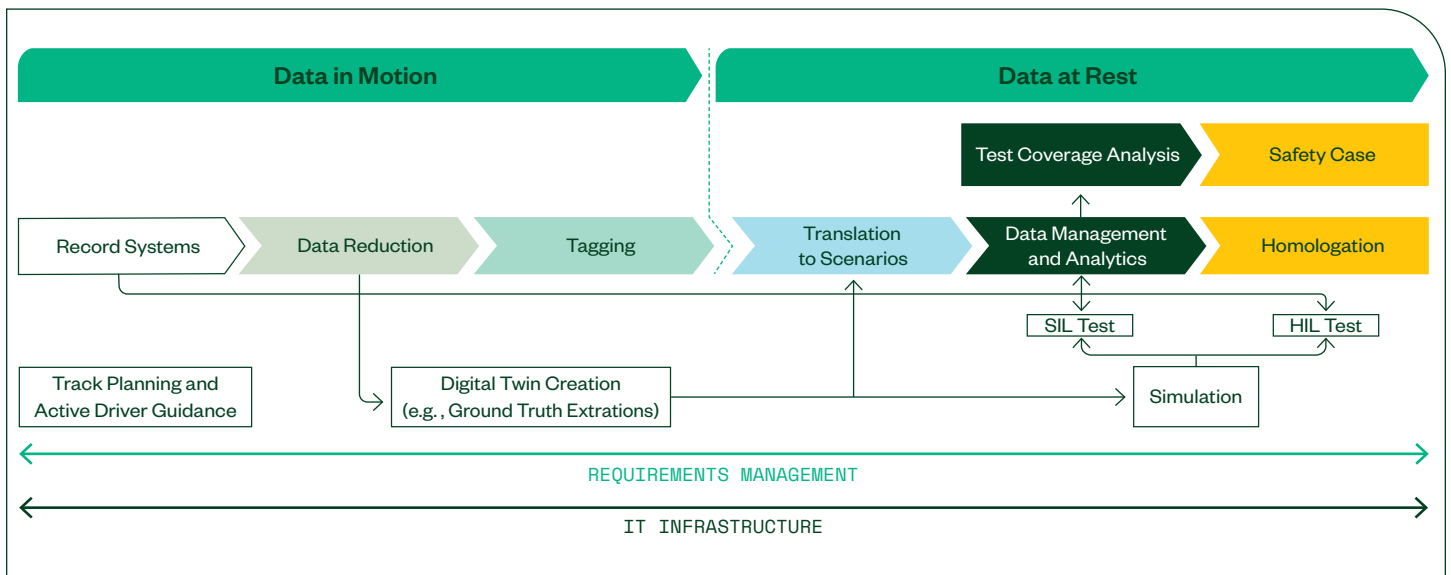 Data in Motion
Data at Rest
Test Coverage Analysis
Safety Case
Record Systems
Data Reduction
Tagging
Translation
to Scenarios
Data Management
and Analytics
Homologation
SIL Test
HIL Test
Track Planning and
Active Driver Guidance
Digital Twin Creation
(e.g., Ground Truth Extrations)
Simulation
REQUIREMENTS MANAGEMENT
IT INFRASTRUCTURE